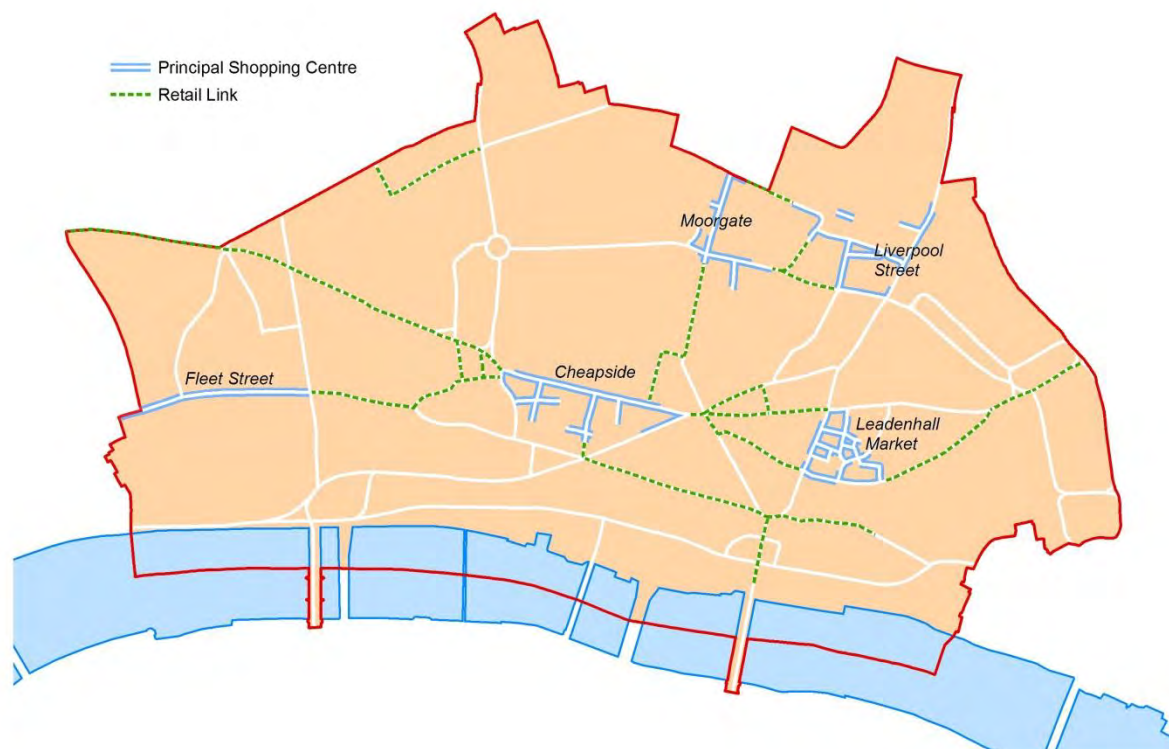 Principal Shopping Centre
Retail Link
Moorgate
Liverpool
Street
Cheapside
Fleet Street
Leadenhall
Market